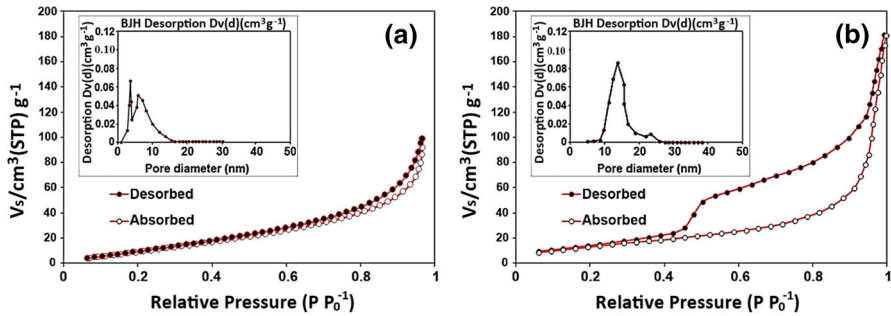 (a)
Vs/cm³(STP) g⁻¹
200
180
160
140
120
100
80
60
40
20
0
0 0.2 0.4 0.6 0.8 1
Relative Pressure (P P₀⁻¹)
Desorbed
Absorbed
BJH Desorption Dv(d)(cm³g⁻¹)
Desorption Dv(d)(cm³g⁻¹)
0.12
0.10
0.08
0.06
0.04
0.02
0
0 10 20 30 40 50
Pore diameter (nm)
(b)
Vs/cm³(STP) g⁻¹
200
180
160
140
120
100
80
60
40
20
0
0 0.2 0.4 0.6 0.8 1
Relative Pressure (P P₀⁻¹)
Desorbed
Absorbed
BJH Desorption Dv(d)(cm³g⁻¹)
Desorption Dv(d)(cm³g⁻¹)
0.12
0.10
0.08
0.06
0.04
0.02
0
0 10 20 30 40 50
Pore diameter (nm)